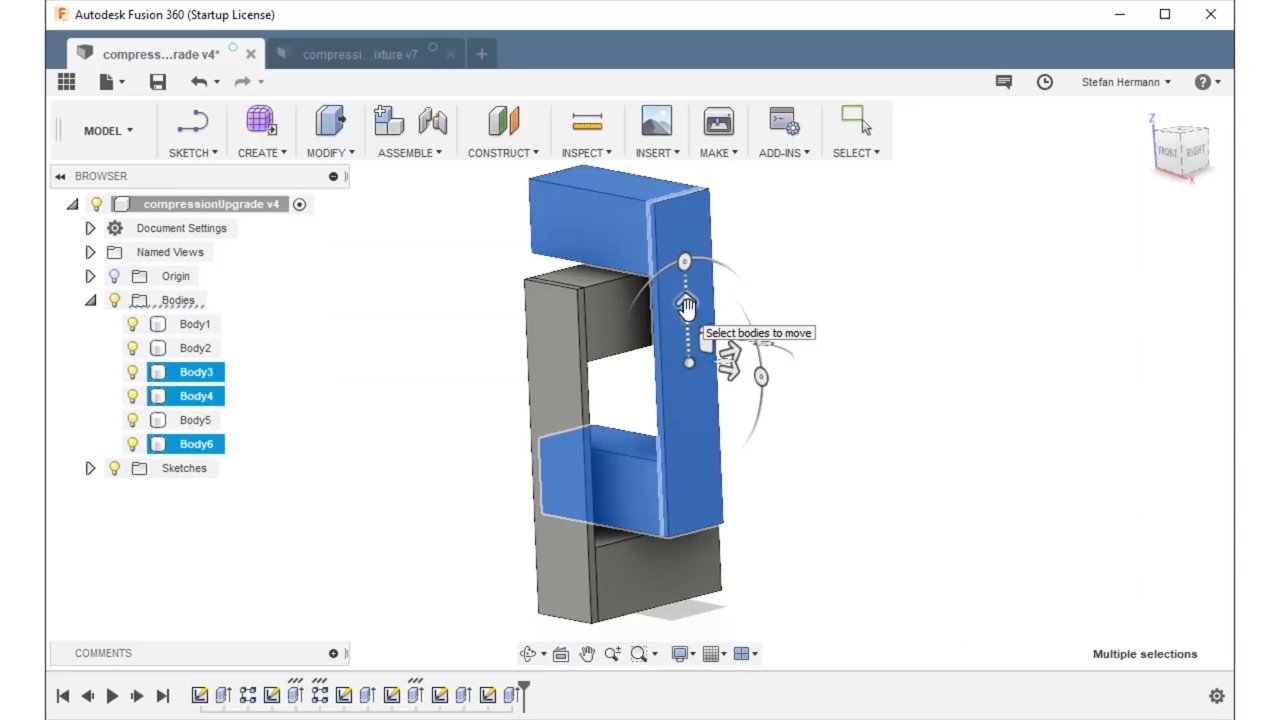 Autodesk Fusion 360 (Startup License)
compress...rade v4*
compressi...ixture v7
Stefan Hermann
MODEL
SKETCH
CREATE
MODIFY
ASSEMBLE
CONSTRUCT
INSPECT
INSERT
MAKE
ADD-INS
SELECT
Z
FRONT
RIGHT
X
BROWSER
compressionUpgrade v4
Document Settings
Named Views
Origin
Bodies
Body1
Body2
Body3
Body4
Body5
Body6
Sketches
Select bodies to move
COMMENTS
Multiple selections